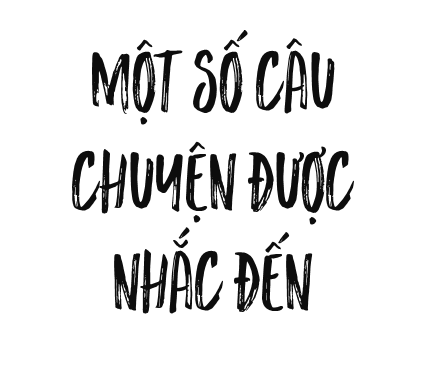 MỘT SỐ CÂU
CHUYỆN ĐƯỢC
NHẮC ĐẾN